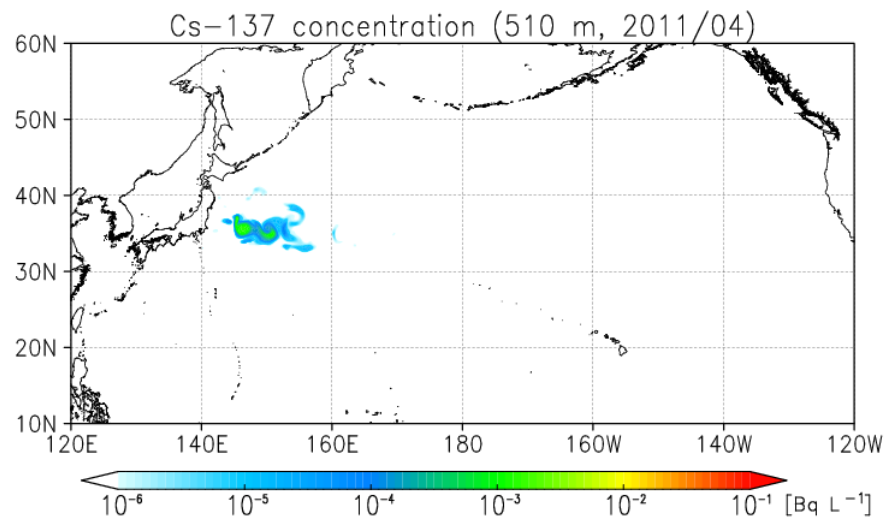 Cs-137 concentration (510 m, 2011/04)
60N
50N
40N
30N
20N
10N
120E 140E 160E 180 160W 140W 120W
10⁻⁶ 10⁻⁵ 10⁻⁴ 10⁻³ 10⁻² 10⁻¹ [Bq L⁻¹]